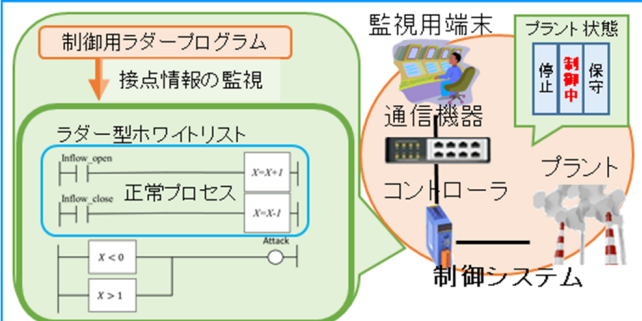 制御用ラダープログラム
接点情報の監視
ラダー型ホワイトリスト
Inflow_open
X=X+1
正常プロセス
Inflow_close
X=X-1
Attack
X < 0
X > 1
監視用端末
通信機器
コントローラ
プラント
制御システム
プラント状態
停止
制御中
保守